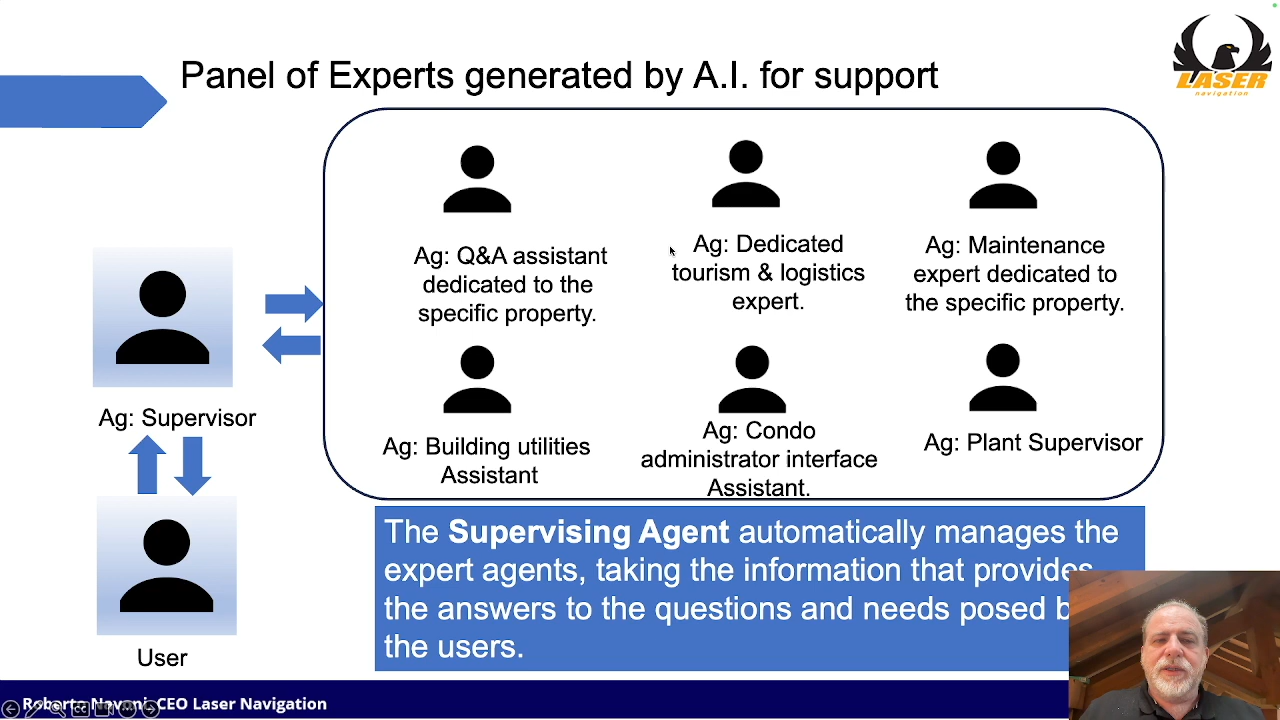 Panel of Experts generated by A.I. for support
LASER
navigation
Ag: Q&A assistant
dedicated to the
specific property.
Ag: Dedicated
tourism & logistics
expert.
Ag: Maintenance
expert dedicated to
the specific property.
Ag: Supervisor
Ag: Building utilities
Assistant
Ag: Condo
administrator interface
Assistant.
Ag: Plant Supervisor
User
The Supervising Agent automatically manages the
expert agents, taking the information that provides
the answers to the questions and needs posed
the users.
CEO Laser Navigation